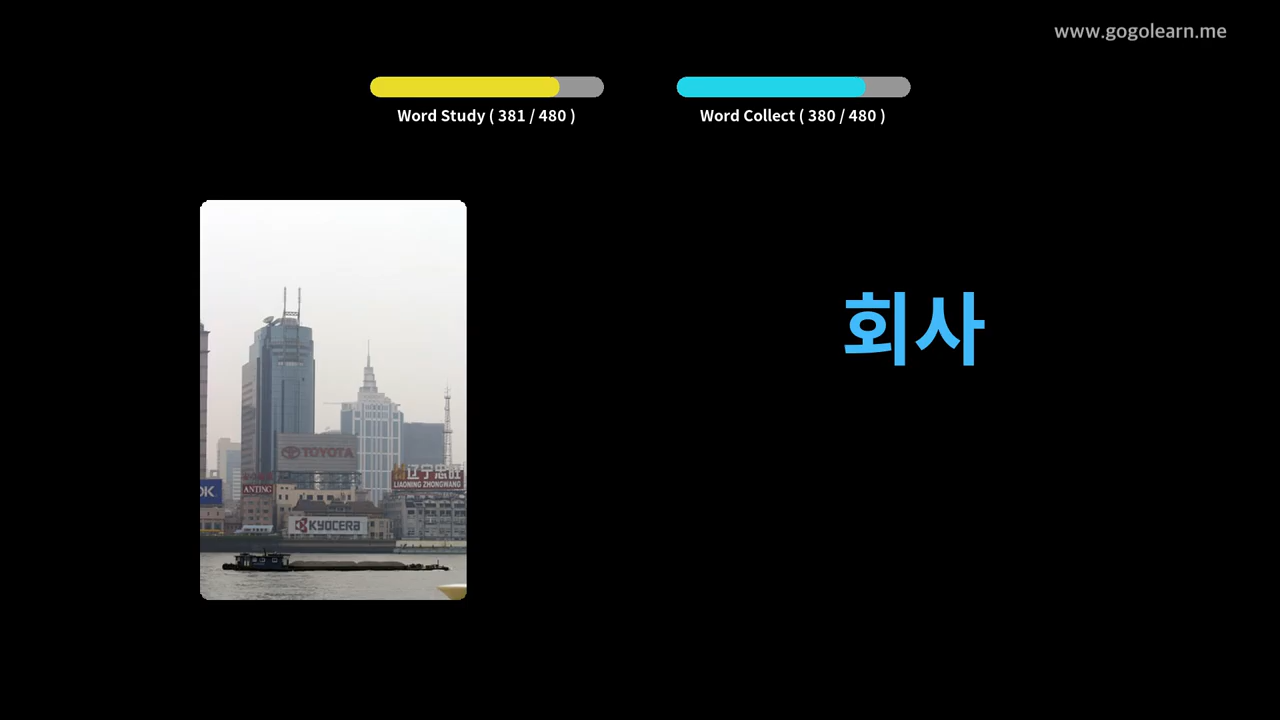 www.gogolearn.me
Word Study ( 381 / 480 )
Word Collect ( 380 / 480 )
회사
TOYOTA
辽宁忠旺
LIAONING ZHONGWANG
OK
ANTING
KYOCERA